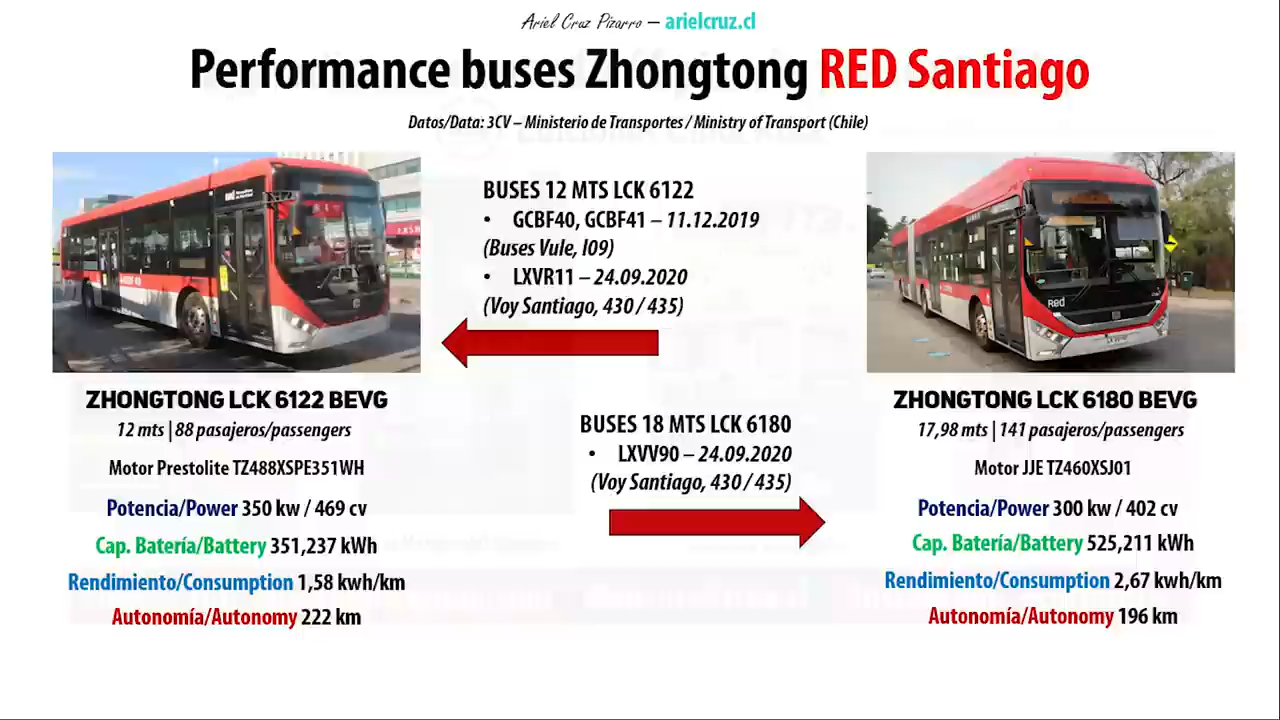 Ariel Cruz Pizarro – arielcruz.cl
Performance buses Zhongtong RED Santiago
Datos/Data: 3CV – Ministerio de Transportes / Ministry of Transport (Chile)
BUSES 12 MTS LCK 6122
• GCBF40, GCBF41 – 11.12.2019
(Buses Vule, I09)
• LXVR11 – 24.09.2020
(Voy Santiago, 430 / 435)
Red
ZHONGTONG LCK 6122 BEVG
12 mts | 88 pasajeros/passengers
Motor Prestolite TZ488XSPE351WH
Potencia/Power 350 kw / 469 cv
Cap. Batería/Battery 351,237 kWh
Rendimiento/Consumption 1,58 kwh/km
Autonomía/Autonomy 222 km
BUSES 18 MTS LCK 6180
• LXVV90 – 24.09.2020
(Voy Santiago, 430 / 435)
ZHONGTONG LCK 6180 BEVG
17,98 mts | 141 pasajeros/passengers
Motor JJE TZ460XSJ01
Potencia/Power 300 kw / 402 cv
Cap. Batería/Battery 525,211 kWh
Rendimiento/Consumption 2,67 kwh/km
Autonomía/Autonomy 196 km